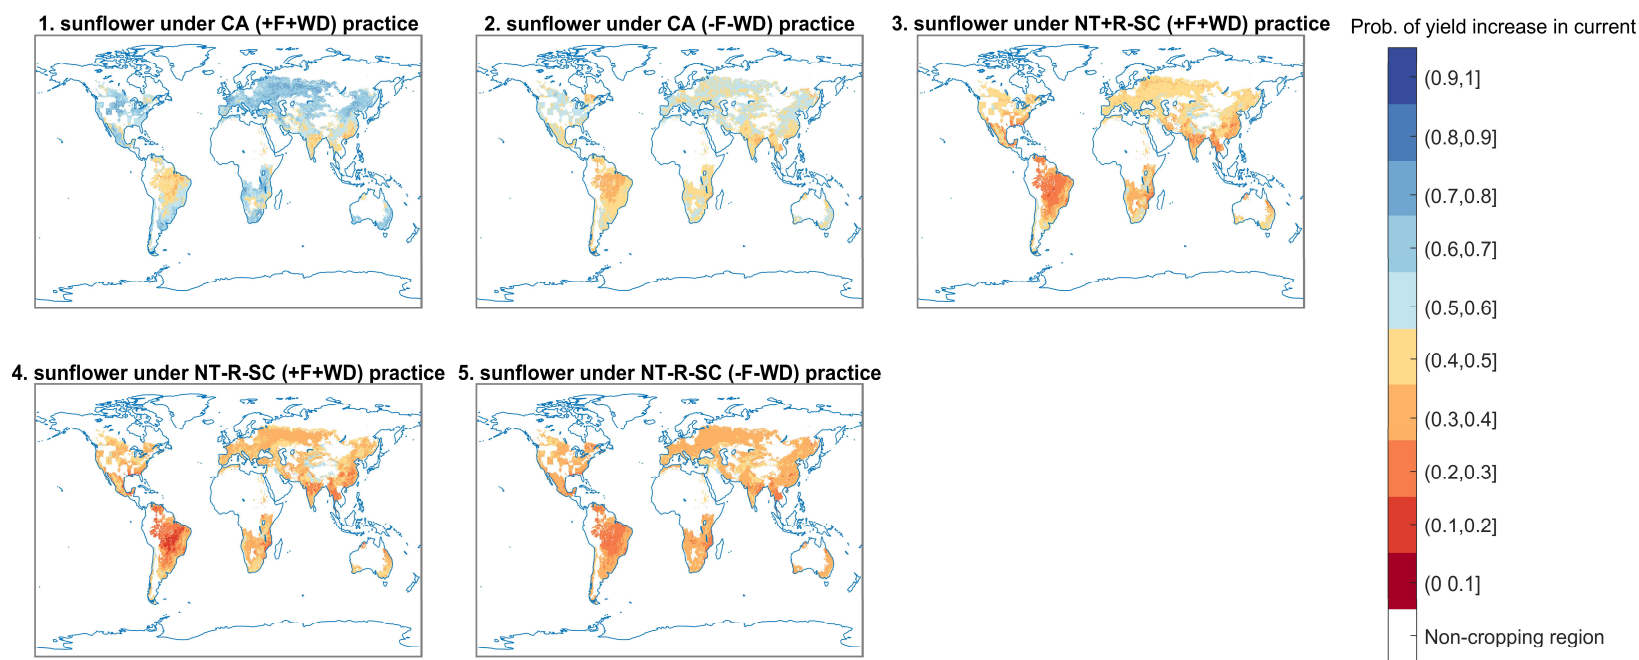 1. sunflower under CA (+F+WD) practice
2. sunflower under CA (-F-WD) practice
3. sunflower under NT+R-SC (+F+WD) practice
Prob. of yield increase in current
(0.9,1]
(0.8,0.9]
(0.7,0.8]
(0.6,0.7]
(0.5,0.6]
(0.4,0.5]
(0.3,0.4]
(0.2,0.3]
(0.1,0.2]
(0 0.1]
Non-cropping region
4. sunflower under NT-R-SC (+F+WD) practice
5. sunflower under NT-R-SC (-F-WD) practice